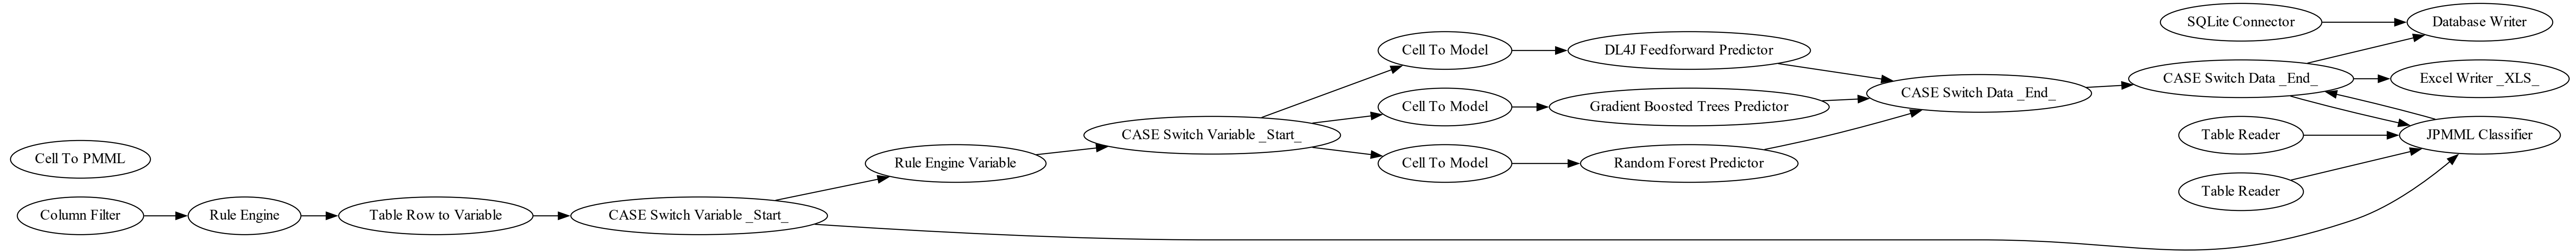 SQLite Connector
Database Writer
Cell To Model
DL4J Feedforward Predictor
CASE Switch Data _End_
Excel Writer _XLS_
CASE Switch Data _End_
Cell To Model
Gradient Boosted Trees Predictor
CASE Switch Variable _Start_
Table Reader
JPMML Classifier
Cell To PMML
Rule Engine Variable
Cell To Model
Random Forest Predictor
Table Reader
Column Filter
Rule Engine
Table Row to Variable
CASE Switch Variable _Start_